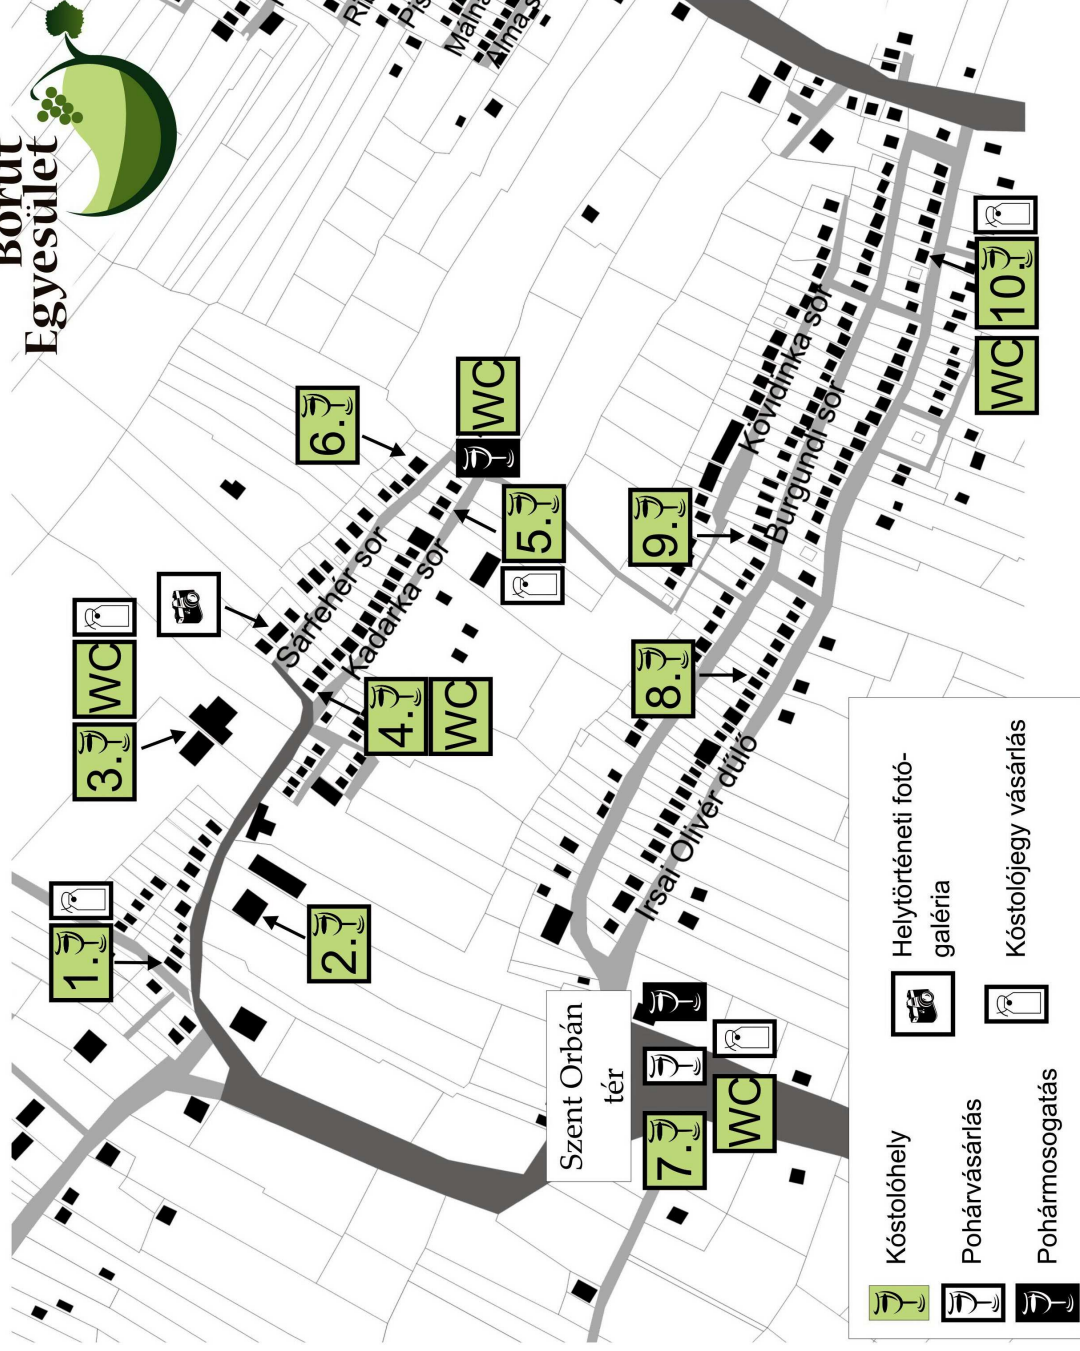 Borút
Egyesület
Málna
Alma s
6.
WC
Sárfehér sor
Kadarka sor
5.
3.
WC
4.
WC
1.
2.
Kövidinka sor
Burgundi sor
9.
10.
WC
8.
Irsai Olivér dűlő
Szent Orbán
tér
7.
WC
Kóstolóhely
Pohárvásárlás
Pohármosogatás
Helytörténeti fotó-
galéria
Kóstolójegy vásárlás